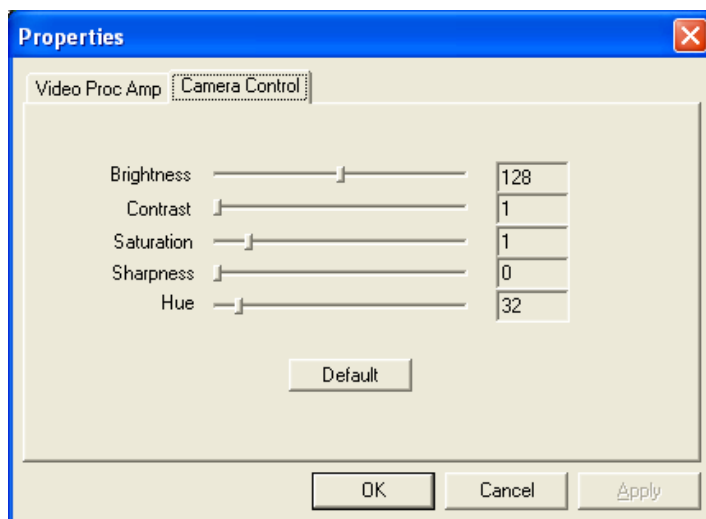 Properties
Video Proc Amp Camera Control
Brightness 128
Contrast 1
Saturation 1
Sharpness 0
Hue 32
Default
OK Cancel Apply